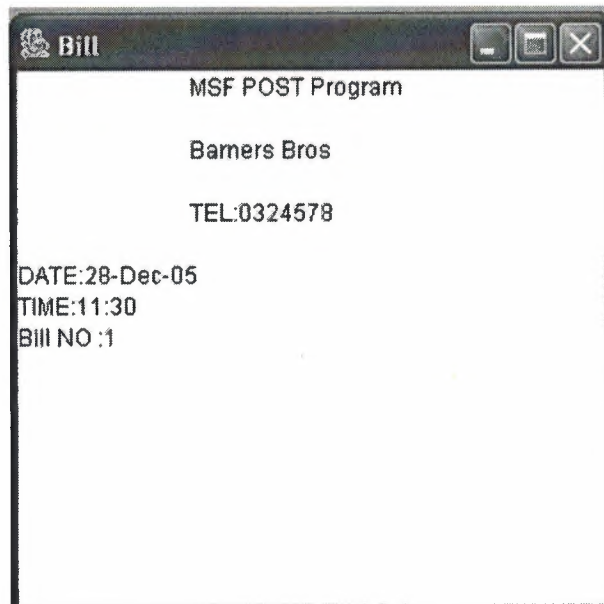 Bill
MSF POST Program
Barners Bros
TEL:0324578
DATE:28-Dec-05
TIME:11:30
Bill NO :1